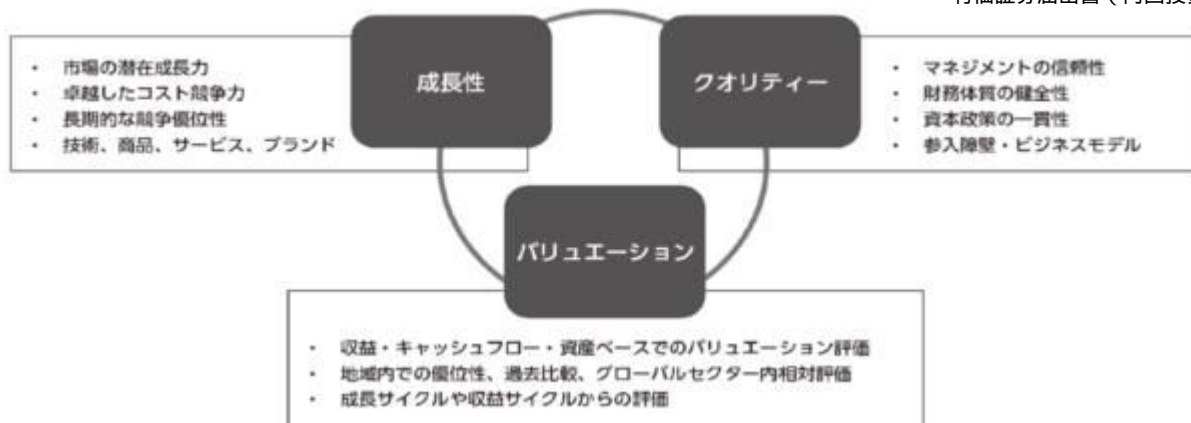 成長性
・ 市場の潜在成長力
・ 卓越したコスト競争力
・ 長期的な競争優位性
・ 技術、商品、サービス、ブランド
クオリティー
・ マネジメントの信頼性
・ 財務体質の健全性
・ 資本政策の一貫性
・ 参入障壁・ビジネスモデル
バリュエーション
・ 収益・キャッシュフロー・資産ベースでのバリュエーション評価
・ 地域内での優位性、過去比較、グローバルセクター内相対評価
・ 成長サイクルや収益サイクルからの評価